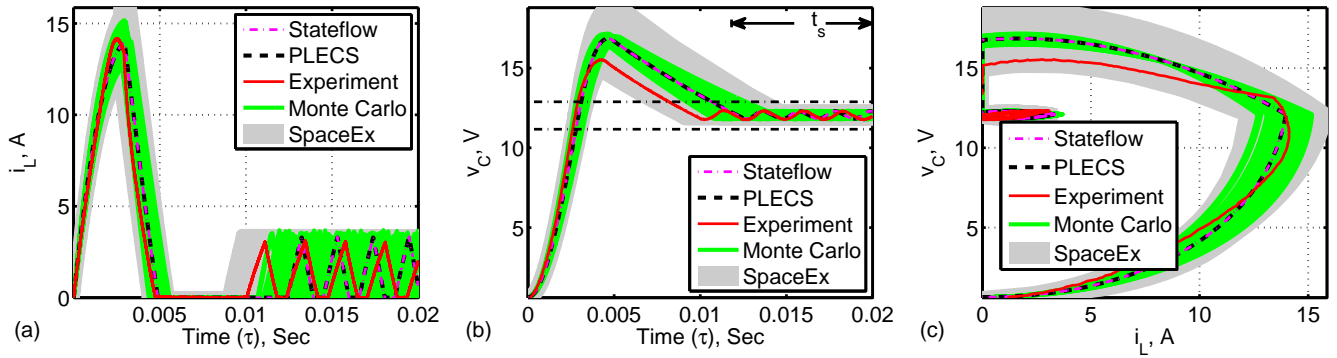 i_L, A
15
10
5
0
0.005
0.01
0.015
0.02
Time (τ), Sec
(a)
Stateflow
PLECS
Experiment
Monte Carlo
SpaceEx
v_C, V
15
10
5
0
0.005
0.01
0.015
0.02
Time (τ), Sec
(b)
t_s
Stateflow
PLECS
Experiment
Monte Carlo
SpaceEx
v_C, V
15
10
5
0
5
10
15
i_L, A
(c)
Stateflow
PLECS
Experiment
Monte Carlo
SpaceEx